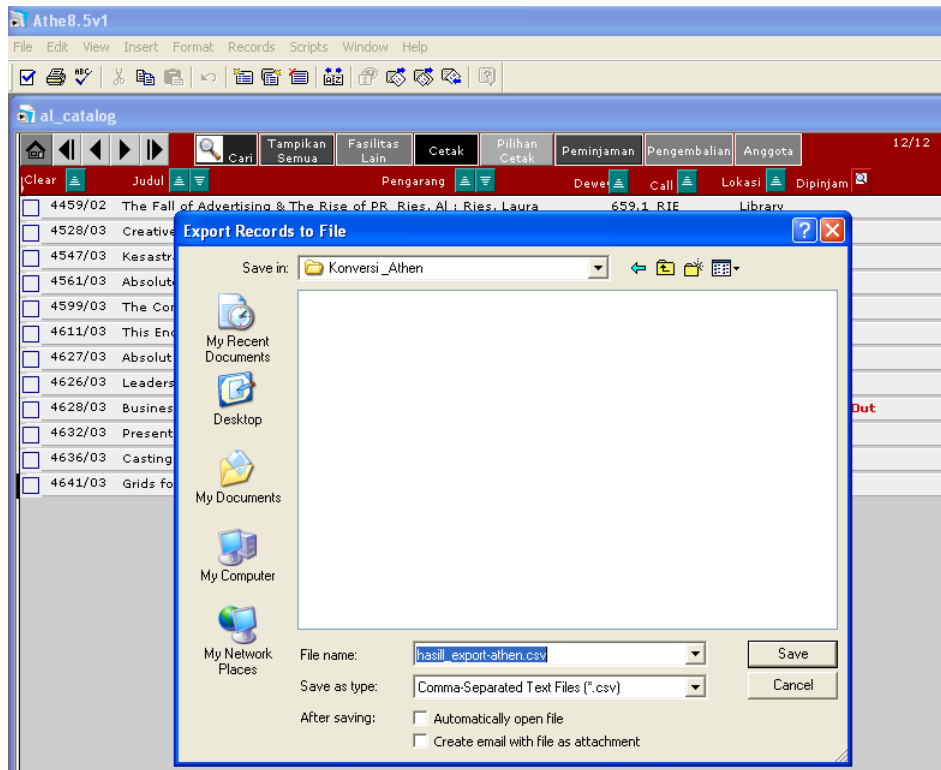 Athe8.5v1
File Edit View Insert Format Records Scripts Window Help
ABC
al_catalog
Cari Tampikan Semua Fasilitas Lain Cetak Pilihan Cetak Peminjaman Pengembalian Anggota 12/12
Clear Judul Pengarang Dewe Call Lokasi Dipinjam
4459/02 The Fall of Advertising & The Rise of PR Ries, Al ; Ries, Laura 659.1 RIE Library
4528/03 Creative
4547/03 Kesastr
4561/03 Absolut
4599/03 The Cor
4611/03 This End
4627/03 Absolut
4626/03 Leaders
4628/03 Busines Out
4632/03 Present
4636/03 Casting
4641/03 Grids fo
Export Records to File
Save in: Konversi _Athen
My Recent Documents
Desktop
My Documents
My Computer
My Network Places
File name: hasill_export-athen.csv Save
Save as type: Comma-Separated Text Files (*.csv) Cancel
After saving: Automatically open file
Create email with file as attachment